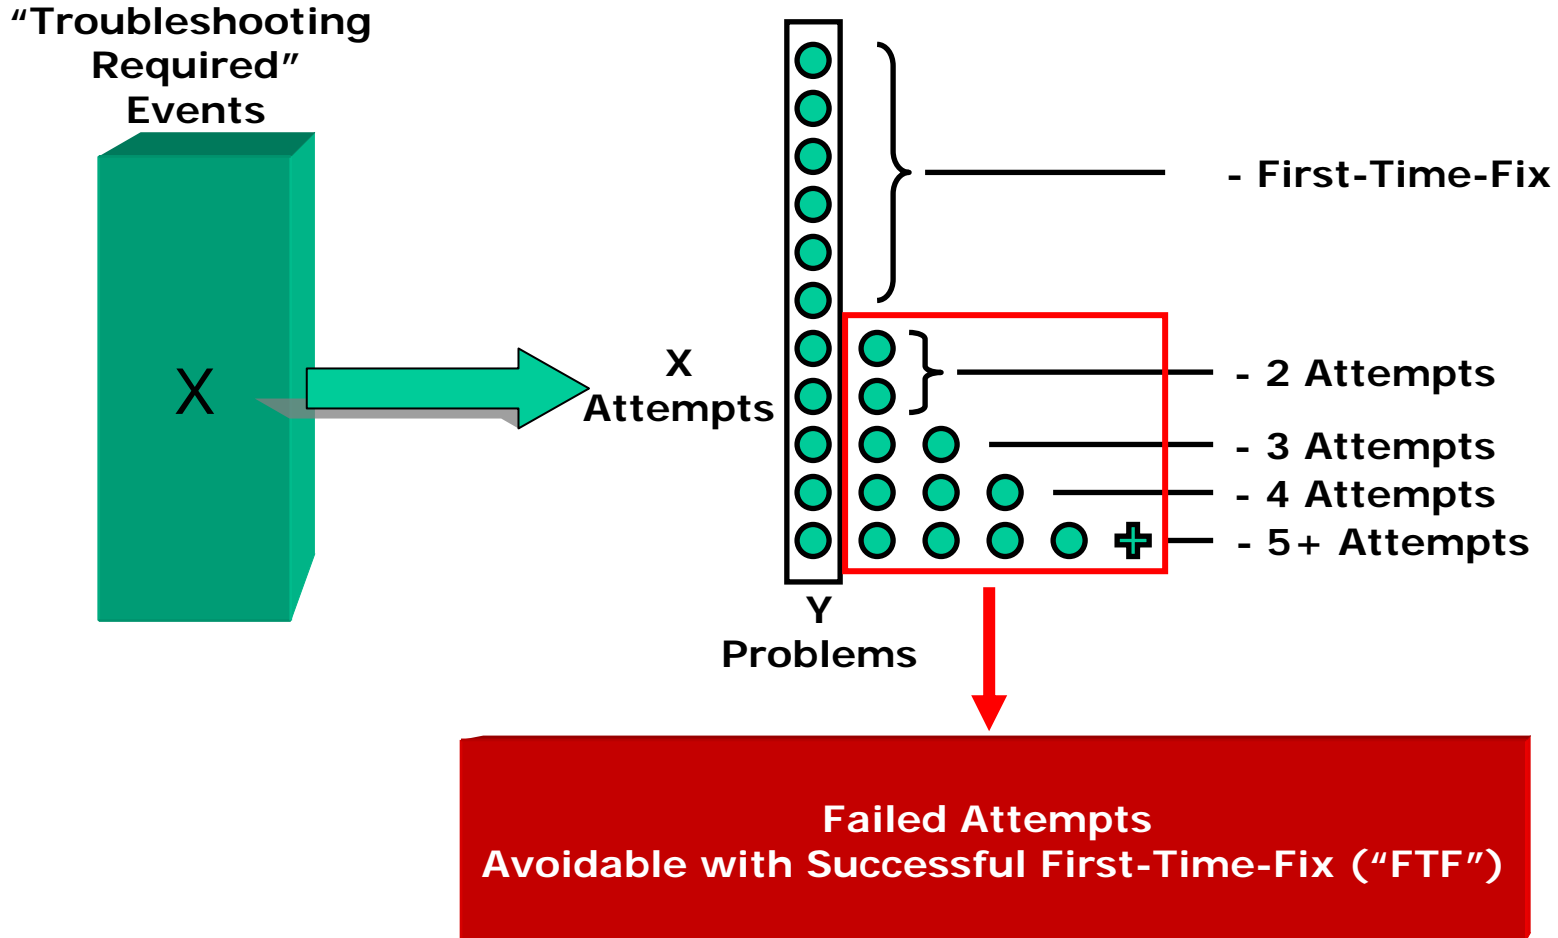 “Troubleshooting
Required”
Events
X
X
Attempts
- First-Time-Fix
- 2 Attempts
- 3 Attempts
- 4 Attempts
- 5+ Attempts
Y
Problems
Failed Attempts
Avoidable with Successful First-Time-Fix (“FTF”)